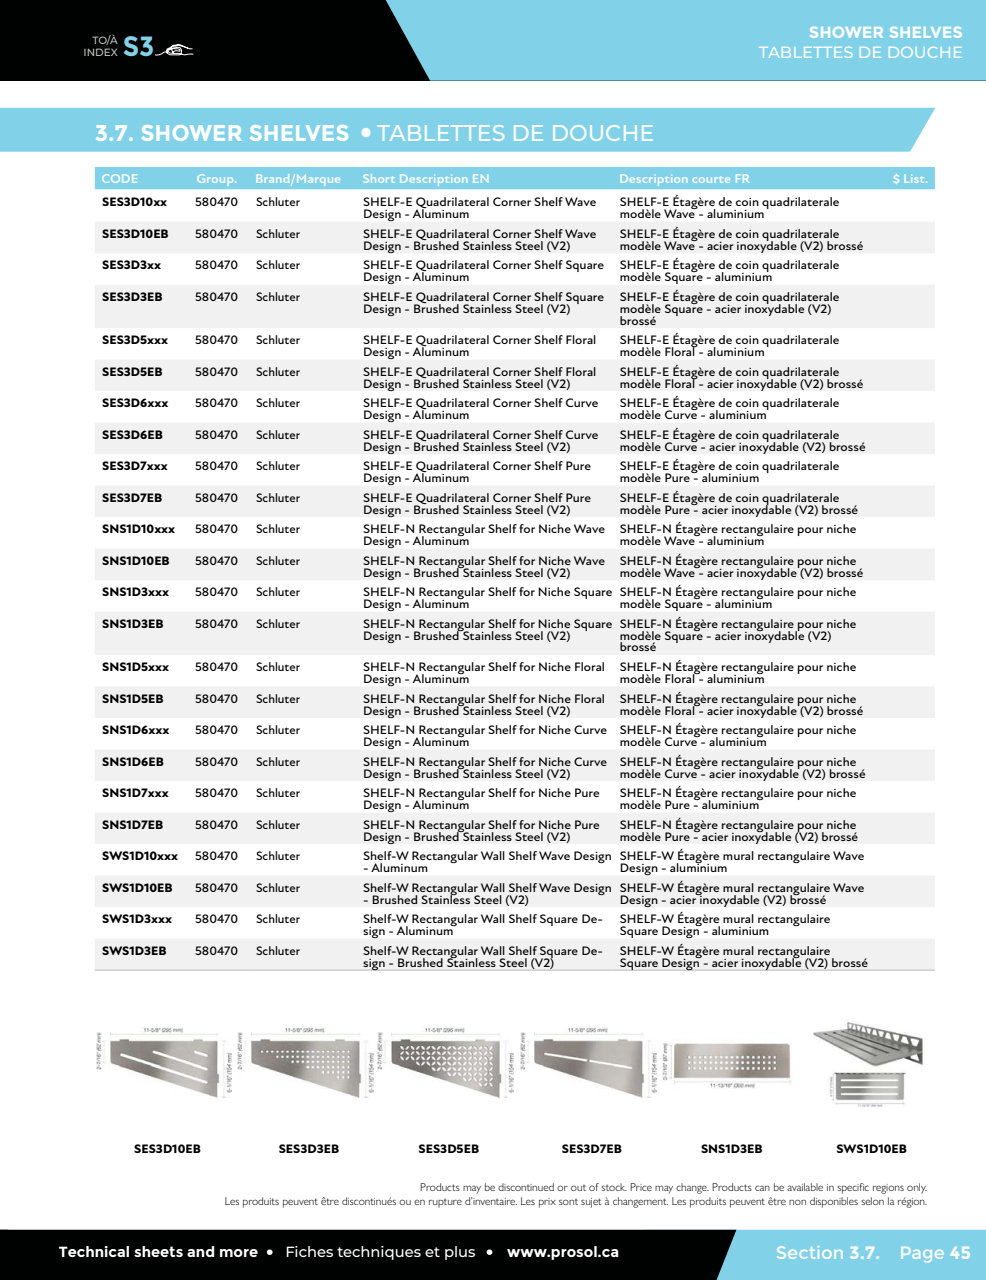 TO/À
INDEX S3
SHOWER SHELVES
TABLETTES DE DOUCHE
3.7. SHOWER SHELVES • TABLETTES DE DOUCHE
CODE Group. Brand/Marque Short Description EN Description courte FR $ List.
SES3D10xx 580470 Schluter SHELF-E Quadrilateral Corner Shelf Wave SHELF-E Étagère de coin quadrilaterale
Design - Aluminum modèle Wave - aluminium
SES3D10EB 580470 Schluter SHELF-E Quadrilateral Corner Shelf Wave SHELF-E Étagère de coin quadrilaterale
Design - Brushed Stainless Steel (V2) modèle Wave - acier inoxydable (V2) brossé
SES3D3xx 580470 Schluter SHELF-E Quadrilateral Corner Shelf Square SHELF-E Étagère de coin quadrilaterale
Design - Aluminum modèle Square - aluminium
SES3D3EB 580470 Schluter SHELF-E Quadrilateral Corner Shelf Square SHELF-E Étagère de coin quadrilaterale
Design - Brushed Stainless Steel (V2) modèle Square - acier inoxydable (V2)
brossé
SES3D5xxx 580470 Schluter SHELF-E Quadrilateral Corner Shelf Floral SHELF-E Étagère de coin quadrilaterale
Design - Aluminum modèle Floral - aluminium
SES3D5EB 580470 Schluter SHELF-E Quadrilateral Corner Shelf Floral SHELF-E Étagère de coin quadrilaterale
Design - Brushed Stainless Steel (V2) modèle Floral - acier inoxydable (V2) brossé
SES3D6xxx 580470 Schluter SHELF-E Quadrilateral Corner Shelf Curve SHELF-E Étagère de coin quadrilaterale
Design - Aluminum modèle Curve - aluminium
SES3D6EB 580470 Schluter SHELF-E Quadrilateral Corner Shelf Curve SHELF-E Étagère de coin quadrilaterale
Design - Brushed Stainless Steel (V2) modèle Curve - acier inoxydable (V2) brossé
SES3D7xxx 580470 Schluter SHELF-E Quadrilateral Corner Shelf Pure SHELF-E Étagère de coin quadrilaterale
Design - Aluminum modèle Pure - aluminium
SES3D7EB 580470 Schluter SHELF-E Quadrilateral Corner Shelf Pure SHELF-E Étagère de coin quadrilaterale
Design - Brushed Stainless Steel (V2) modèle Pure - acier inoxydable (V2) brossé
SNS1D10xxx 580470 Schluter SHELF-N Rectangular Shelf for Niche Wave SHELF-N Étagère rectangulaire pour niche
Design - Aluminum modèle Wave - aluminium
SNS1D10EB 580470 Schluter SHELF-N Rectangular Shelf for Niche Wave SHELF-N Étagère rectangulaire pour niche
Design - Brushed Stainless Steel (V2) modèle Wave - acier inoxydable (V2) brossé
SNS1D3xxx 580470 Schluter SHELF-N Rectangular Shelf for Niche Square SHELF-N Étagère rectangulaire pour niche
Design - Aluminum modèle Square - aluminium
SNS1D3EB 580470 Schluter SHELF-N Rectangular Shelf for Niche Square SHELF-N Étagère rectangulaire pour niche
Design - Brushed Stainless Steel (V2) modèle Square - acier inoxydable (V2)
brossé
SNS1D5xxx 580470 Schluter SHELF-N Rectangular Shelf for Niche Floral SHELF-N Étagère rectangulaire pour niche
Design - Aluminum modèle Floral - aluminium
SNS1D5EB 580470 Schluter SHELF-N Rectangular Shelf for Niche Floral SHELF-N Étagère rectangulaire pour niche
Design - Brushed Stainless Steel (V2) modèle Floral - acier inoxydable (V2) brossé
SNS1D6xxx 580470 Schluter SHELF-N Rectangular Shelf for Niche Curve SHELF-N Étagère rectangulaire pour niche
Design - Aluminum modèle Curve - aluminium
SNS1D6EB 580470 Schluter SHELF-N Rectangular Shelf for Niche Curve SHELF-N Étagère rectangulaire pour niche
Design - Brushed Stainless Steel (V2) modèle Curve - acier inoxydable (V2) brossé
SNS1D7xxx 580470 Schluter SHELF-N Rectangular Shelf for Niche Pure SHELF-N Étagère rectangulaire pour niche
Design - Aluminum modèle Pure - aluminium
SNS1D7EB 580470 Schluter SHELF-N Rectangular Shelf for Niche Pure SHELF-N Étagère rectangulaire pour niche
Design - Brushed Stainless Steel (V2) modèle Pure - acier inoxydable (V2) brossé
SWS1D10xxx 580470 Schluter Shelf-W Rectangular Wall Shelf Wave Design SHELF-W Étagère mural rectangulaire Wave
- Aluminum Design - aluminium
SWS1D10EB 580470 Schluter Shelf-W Rectangular Wall Shelf Wave Design SHELF-W Étagère mural rectangulaire Wave
- Brushed Stainless Steel (V2) Design - acier inoxydable (V2) brossé
SWS1D3xxx 580470 Schluter Shelf-W Rectangular Wall Shelf Square De- SHELF-W Étagère mural rectangulaire
sign - Aluminum Square Design - aluminium
SWS1D3EB 580470 Schluter Shelf-W Rectangular Wall Shelf Square De- SHELF-W Étagère mural rectangulaire
sign - Brushed Stainless Steel (V2) Square Design - acier inoxydable (V2) brossé
11-5/8" (295 mm) 11-5/8" (295 mm) 11-5/8" (295 mm) 11-5/8" (295 mm)
11-13/16" (300 mm)
SES3D10EB SES3D3EB SES3D5EB SES3D7EB SNS1D3EB SWS1D10EB
Products may be discontinued or out of stock. Price may change. Products can be available in specific regions only.
Les produits peuvent être discontinués ou en rupture d'inventaire. Les prix sont sujet à changement. Les produits peuvent être non disponibles selon la région.
Technical sheets and more • Fiches techniques et plus • www.prosol.ca
Section 3.7. Page 45